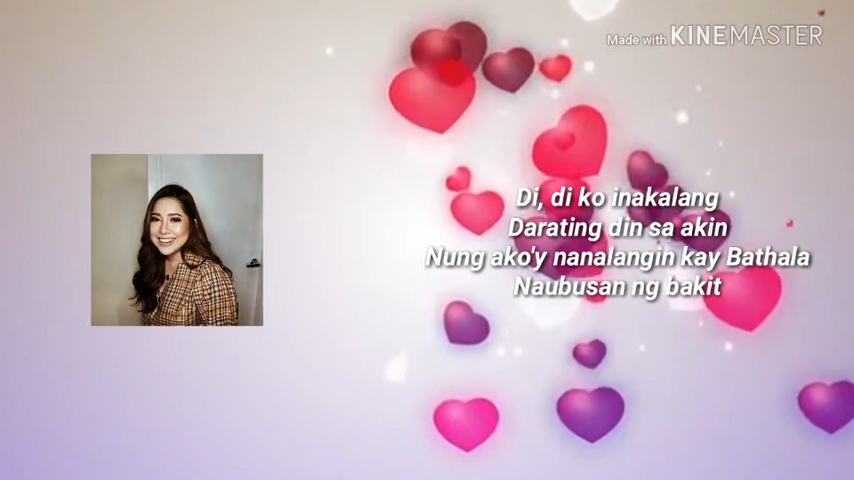 Made with KINEMASTER
Di, di ko inakalang
Darating din sa akin
Nung ako'y nanalangin kay Bathala
Naubusan ng bakit